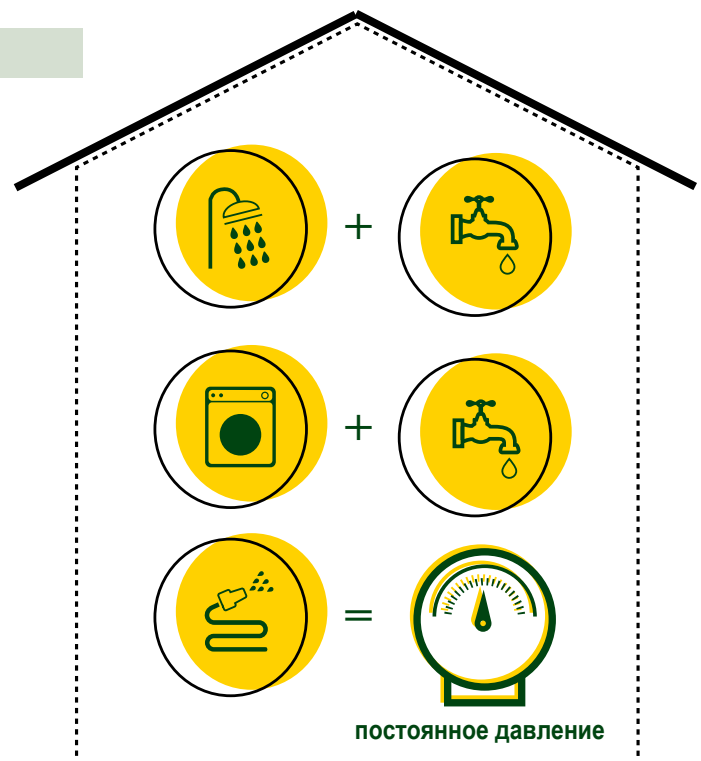 +
+
=
постоянное давление